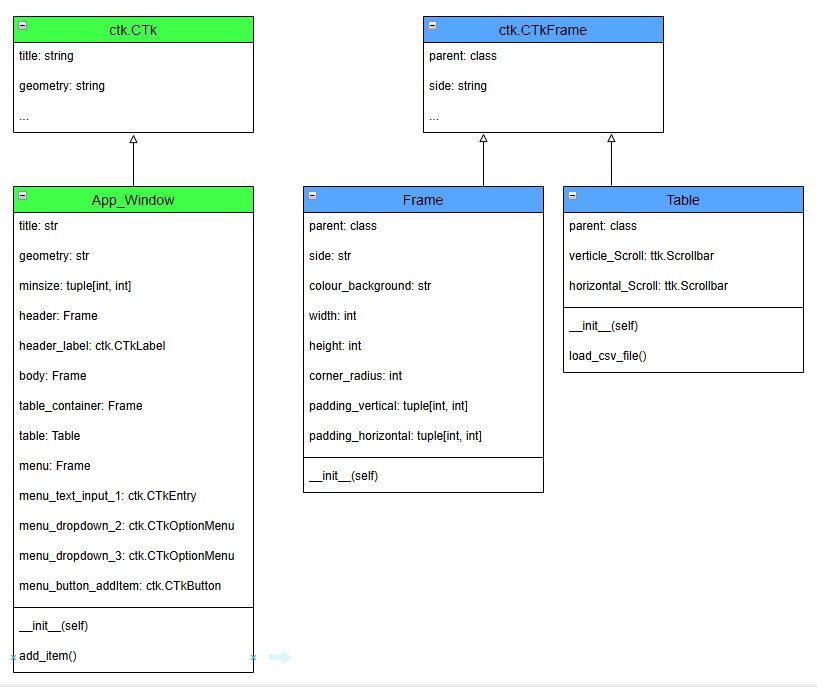 ctk.CTk
title: string
geometry: string
...
ctk.CTkFrame
parent: class
side: string
...
App_Window
title: str
geometry: str
minsize: tuple[int, int]
header: Frame
header_label: ctk.CTkLabel
body: Frame
table_container: Frame
table: Table
menu: Frame
menu_text_input_1: ctk.CTkEntry
menu_dropdown_2: ctk.CTkOptionMenu
menu_dropdown_3: ctk.CTkOptionMenu
menu_button_addItem: ctk.CTkButton
__init__(self)
add_item()
Frame
parent: class
side: str
colour_background: str
width: int
height: int
corner_radius: int
padding_vertical: tuple[int, int]
padding_horizontal: tuple[int, int]
__init__(self)
Table
parent: class
verticle_Scroll: ttk.Scrollbar
horizontal_Scroll: ttk.Scrollbar
__init__(self)
load_csv_file()